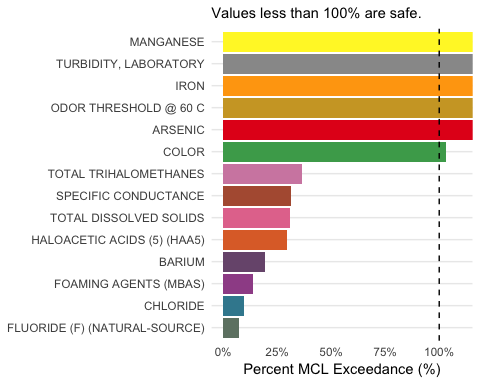 Values less than 100% are safe.
MANGANESE
TURBIDITY, LABORATORY
IRON
ODOR THRESHOLD @ 60 C
ARSENIC
COLOR
TOTAL TRIHALOMETHANES
SPECIFIC CONDUCTANCE
TOTAL DISSOLVED SOLIDS
HALOACETIC ACIDS (5) (HAA5)
BARIUM
FOAMING AGENTS (MBAS)
CHLORIDE
FLUORIDE (F) (NATURAL-SOURCE)
0% 25% 50% 75% 100%
Percent MCL Exceedance (%)